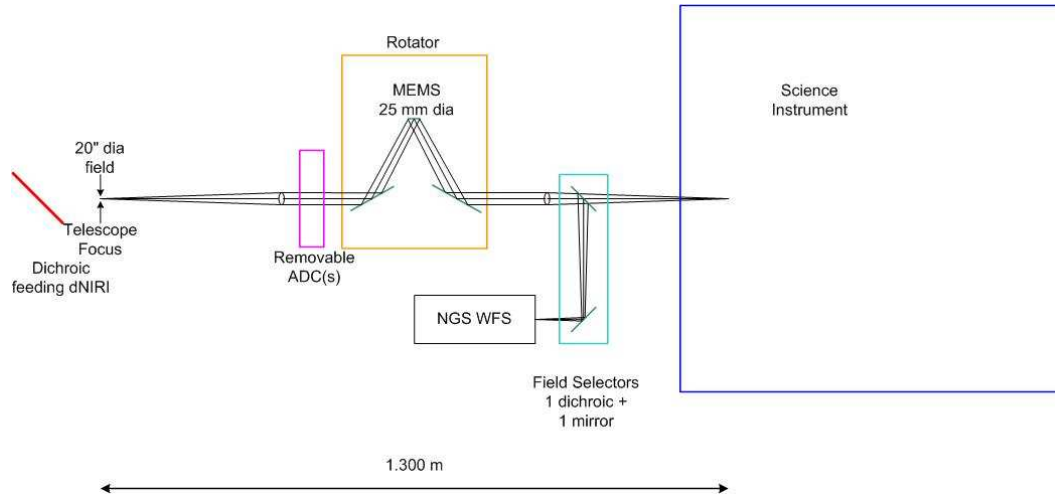 Rotator
MEMS
25 mm dia
Science
Instrument
20" dia
field
Telescope
Focus
Dichroic
feeding dNIRI
Removable
ADC(s)
NGS WFS
Field Selectors
1 dichroic +
1 mirror
1.300 m